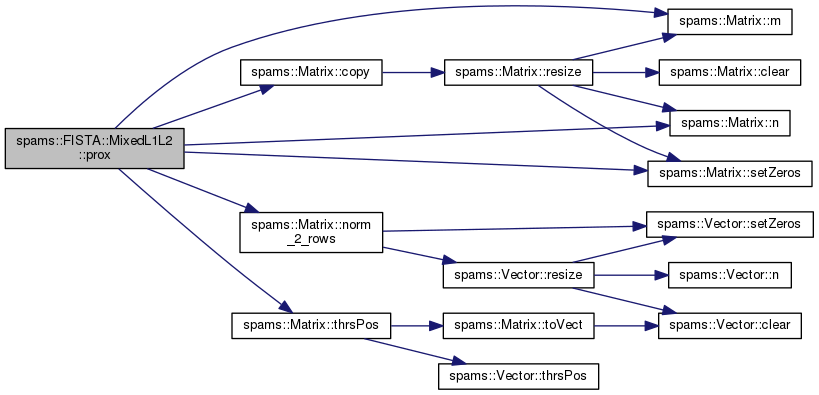 spams::Matrix::m
spams::Matrix::copy
spams::Matrix::resize
spams::Matrix::clear
spams::Matrix::n
spams::FISTA::MixedL1L2
::prox
spams::Matrix::setZeros
spams::Matrix::norm
_2_rows
spams::Vector::setZeros
spams::Vector::resize
spams::Vector::n
spams::Matrix::thrsPos
spams::Matrix::toVect
spams::Vector::clear
spams::Vector::thrsPos